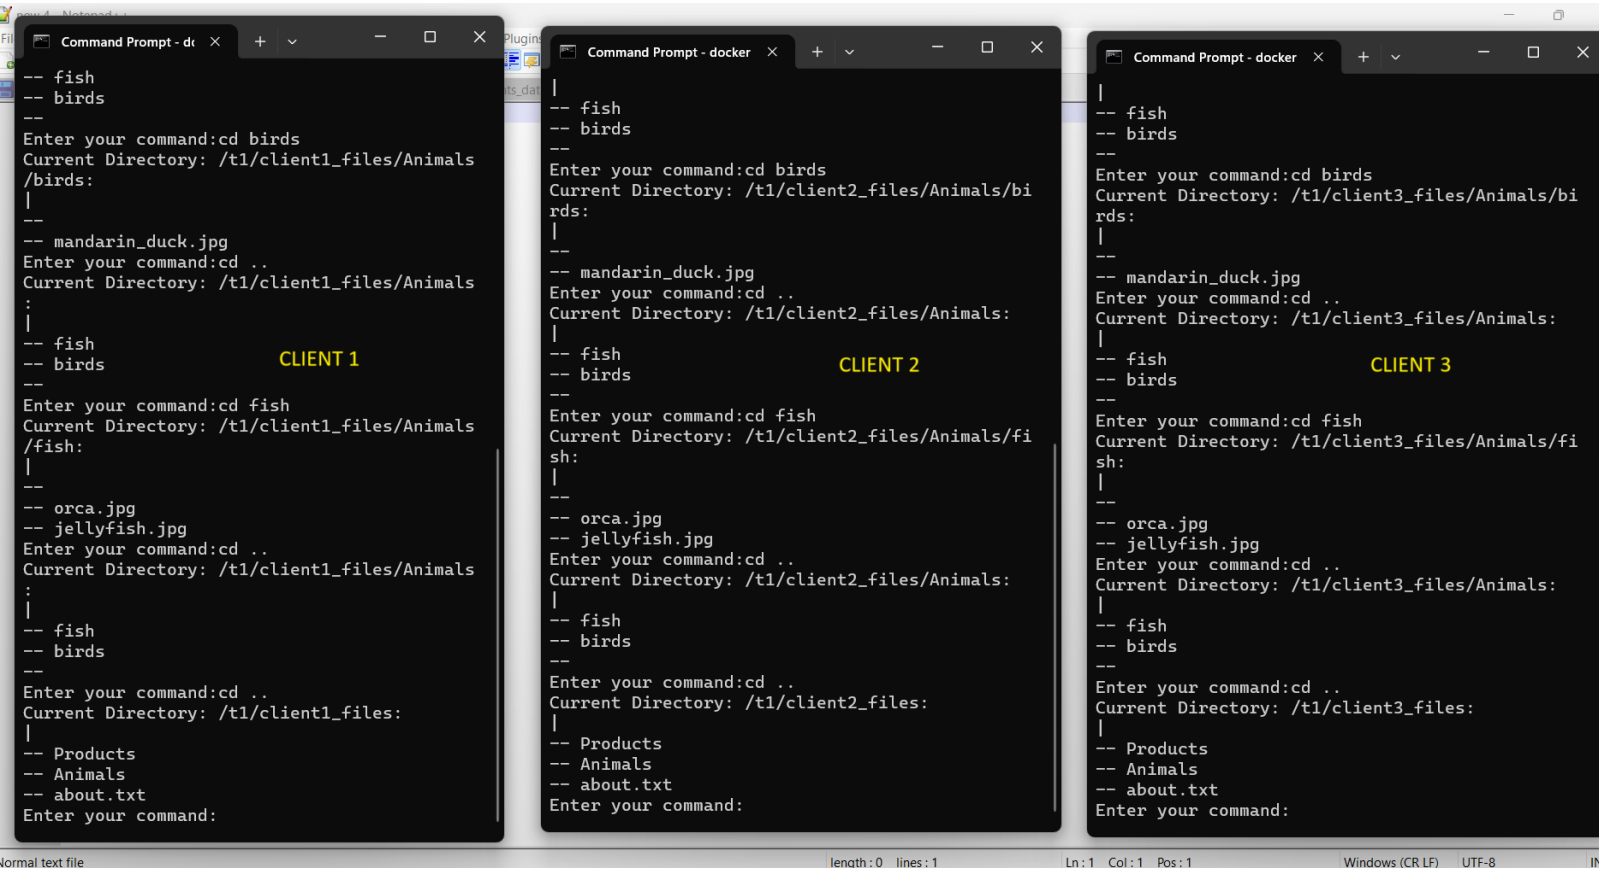 new 4 - Notepad++
Fil
Plugins
nts_dat
Command Prompt - do
-- fish
-- birds
--
Enter your command:cd birds
Current Directory: /t1/client1_files/Animals
/birds:
|
--
-- mandarin_duck.jpg
Enter your command:cd ..
Current Directory: /t1/client1_files/Animals
:
|
-- fish
-- birds
--
CLIENT 1
Enter your command:cd fish
Current Directory: /t1/client1_files/Animals
/fish:
|
--
-- orca.jpg
-- jellyfish.jpg
Enter your command:cd ..
Current Directory: /t1/client1_files/Animals
:
|
-- fish
-- birds
--
Enter your command:cd ..
Current Directory: /t1/client1_files:
|
-- Products
-- Animals
-- about.txt
Enter your command:
Command Prompt - docker
|
-- fish
-- birds
--
Enter your command:cd birds
Current Directory: /t1/client2_files/Animals/bi
rds:
|
--
-- mandarin_duck.jpg
Enter your command:cd ..
Current Directory: /t1/client2_files/Animals:
|
-- fish
-- birds
--
CLIENT 2
Enter your command:cd fish
Current Directory: /t1/client2_files/Animals/fi
sh:
|
--
-- orca.jpg
-- jellyfish.jpg
Enter your command:cd ..
Current Directory: /t1/client2_files/Animals:
|
-- fish
-- birds
--
Enter your command:cd ..
Current Directory: /t1/client2_files:
|
-- Products
-- Animals
-- about.txt
Enter your command:
Command Prompt - docker
|
-- fish
-- birds
--
Enter your command:cd birds
Current Directory: /t1/client3_files/Animals/bi
rds:
|
--
-- mandarin_duck.jpg
Enter your command:cd ..
Current Directory: /t1/client3_files/Animals:
|
-- fish
-- birds
--
CLIENT 3
Enter your command:cd fish
Current Directory: /t1/client3_files/Animals/fi
sh:
|
--
-- orca.jpg
-- jellyfish.jpg
Enter your command:cd ..
Current Directory: /t1/client3_files/Animals:
|
-- fish
-- birds
--
Enter your command:cd ..
Current Directory: /t1/client3_files:
|
-- Products
-- Animals
-- about.txt
Enter your command:
Normal text file
length : 0 lines : 1
Ln : 1 Col : 1 Pos : 1
Windows (CR LF)
UTF-8
IN